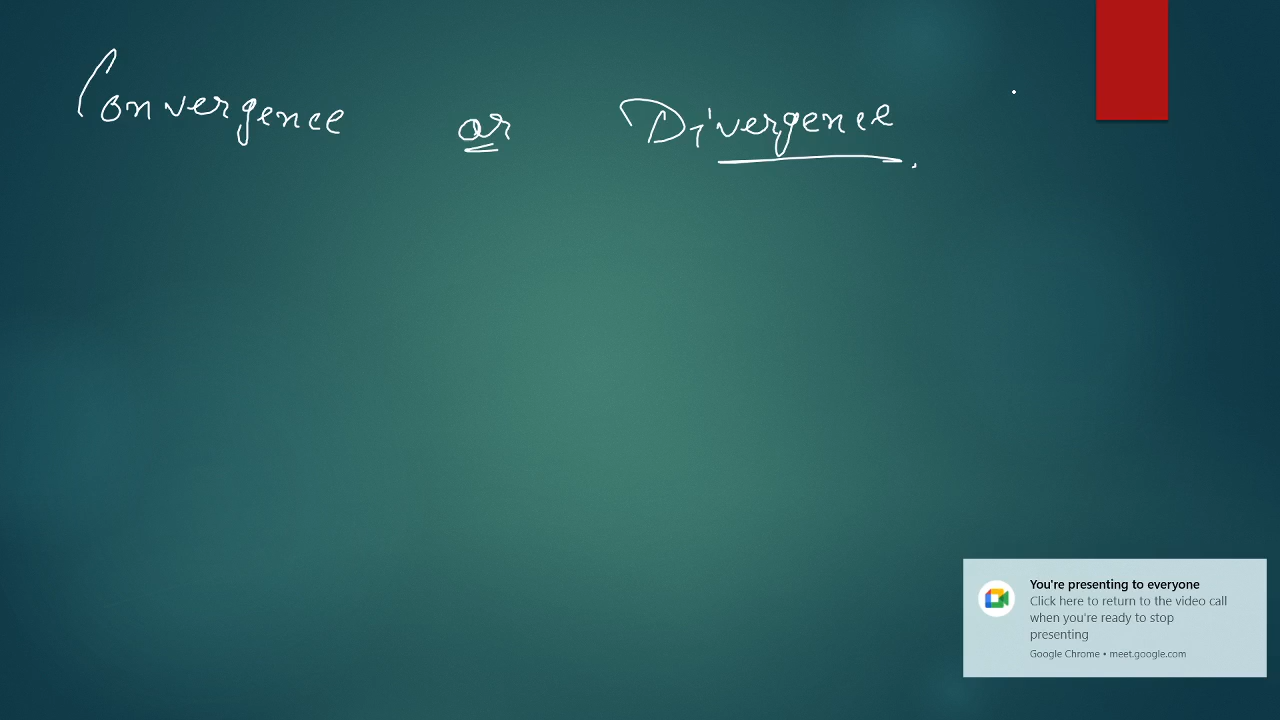 Convergence or Divergence.
You're presenting to everyone
Click here to return to the video call
when you're ready to stop
presenting
Google Chrome • meet.google.com